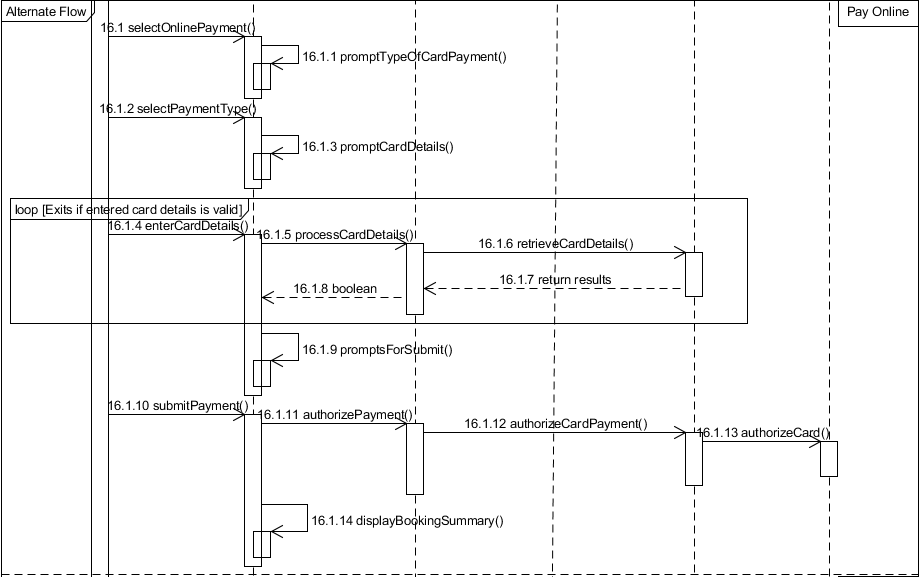 Alternate Flow
Pay Online
16.1 selectOnlinePayment()
16.1.1 promptTypeOfCardPayment()
16.1.2 selectPaymentType()
16.1.3 promptCardDetails()
loop [Exits if entered card details is valid]
16.1.4 enterCardDetails()
16.1.5 processCardDetails()
16.1.6 retrieveCardDetails()
16.1.7 return results
16.1.8 boolean
16.1.9 promptsForSubmit()
16.1.10 submitPayment()
16.1.11 authorizePayment()
16.1.12 authorizeCardPayment()
16.1.13 authorizeCard()
16.1.14 displayBookingSummary()